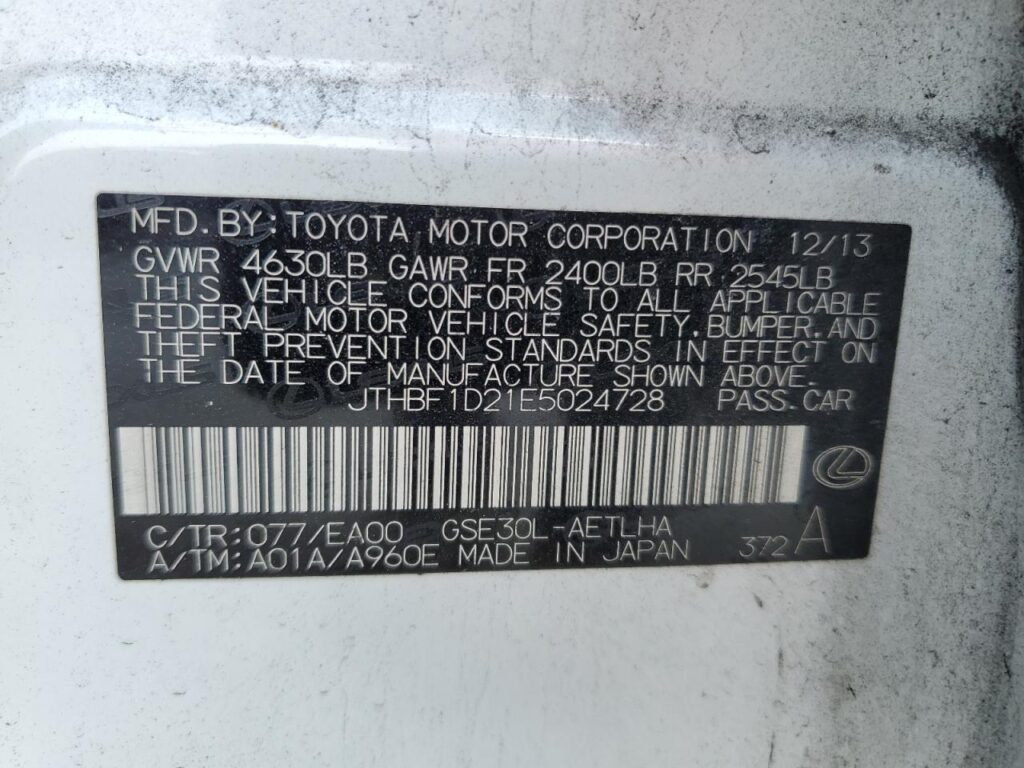 MFD. BY: TOYOTA MOTOR CORPORATION 12/13
GVWR 4630LB GAWR FR 2400LB RR 2545LB
THIS VEHICLE CONFORMS TO ALL APPLICABLE
FEDERAL MOTOR VEHICLE SAFETY, BUMPER, AND
THEFT PREVENTION STANDARDS IN EFFECT ON
THE DATE OF MANUFACTURE SHOWN ABOVE.
JTHBF1D21E5024728 PASS. CAR
C/TR: 077/EA00 GSE30L-AETLHA
A/TM: A01A/A960E MADE IN JAPAN 372 A